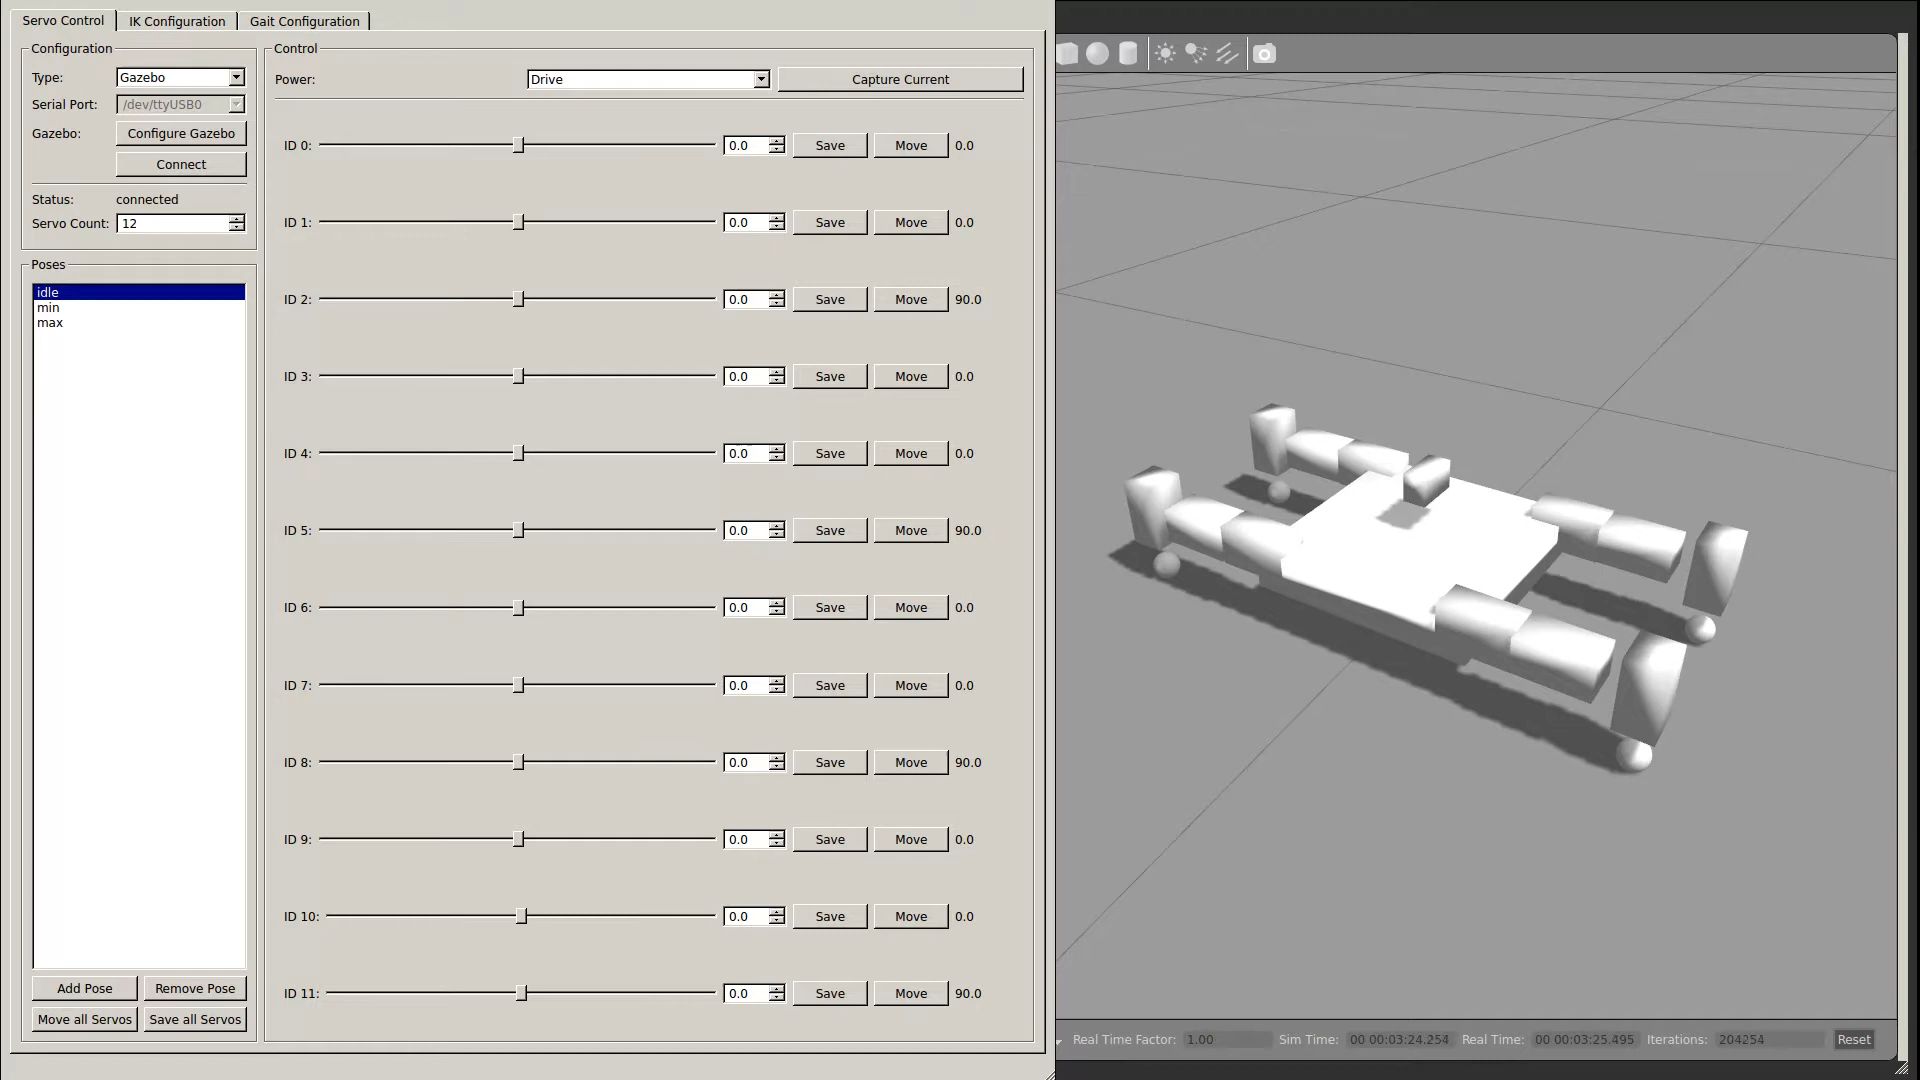 Servo Control IK Configuration Gait Configuration
Configuration
Type: Gazebo
Serial Port: /dev/ttyUSB0
Gazebo: Configure Gazebo
Connect
Status: connected
Servo Count: 12
Poses
idle
min
max
Add Pose Remove Pose
Move all Servos Save all Servos
Control
Power: Drive Capture Current
ID 0: 0.0 Save Move 0.0
ID 1: 0.0 Save Move 0.0
ID 2: 0.0 Save Move 90.0
ID 3: 0.0 Save Move 0.0
ID 4: 0.0 Save Move 0.0
ID 5: 0.0 Save Move 90.0
ID 6: 0.0 Save Move 0.0
ID 7: 0.0 Save Move 0.0
ID 8: 0.0 Save Move 90.0
ID 9: 0.0 Save Move 0.0
ID 10: 0.0 Save Move 0.0
ID 11: 0.0 Save Move 90.0
Real Time Factor: 1.00 Sim Time: 00 00:03:24.254 Real Time: 00 00:03:25.495 Iterations: 204254 Reset